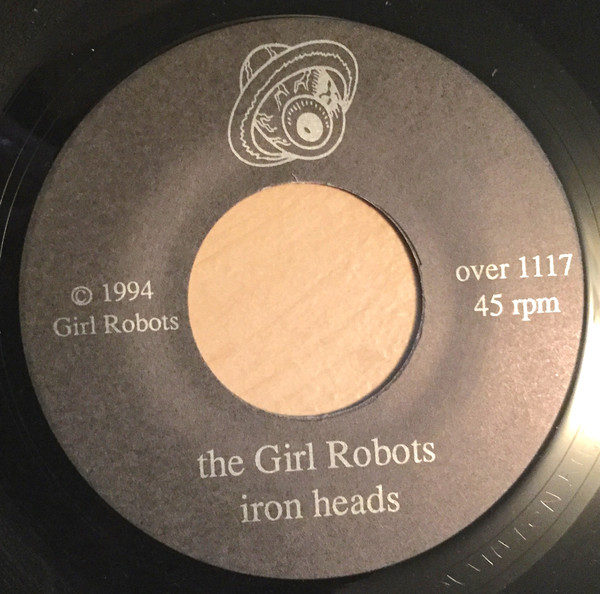 © 1994
Girl Robots
over 1117
45 rpm
the Girl Robots
iron heads